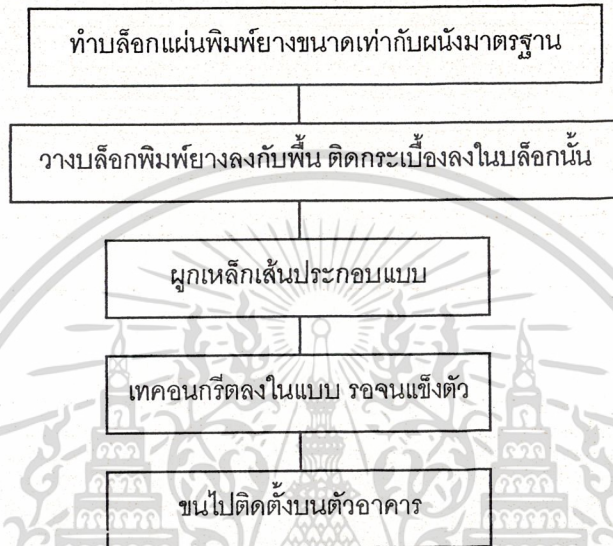 ทำบล็อกแผ่นพิมพ์ยางขนาดเท่ากับผนังมาตรฐาน
วางบล็อกพิมพ์ยางลงกับพื้น ติดกระเบื้องลงในบล็อกนั้น
ผูกเหล็กเส้นประกอบแบบ
เทคอนกรีตลงในแบบ รอจนแข็งตัว
ขนไปติดตั้งบนตัวอาคาร